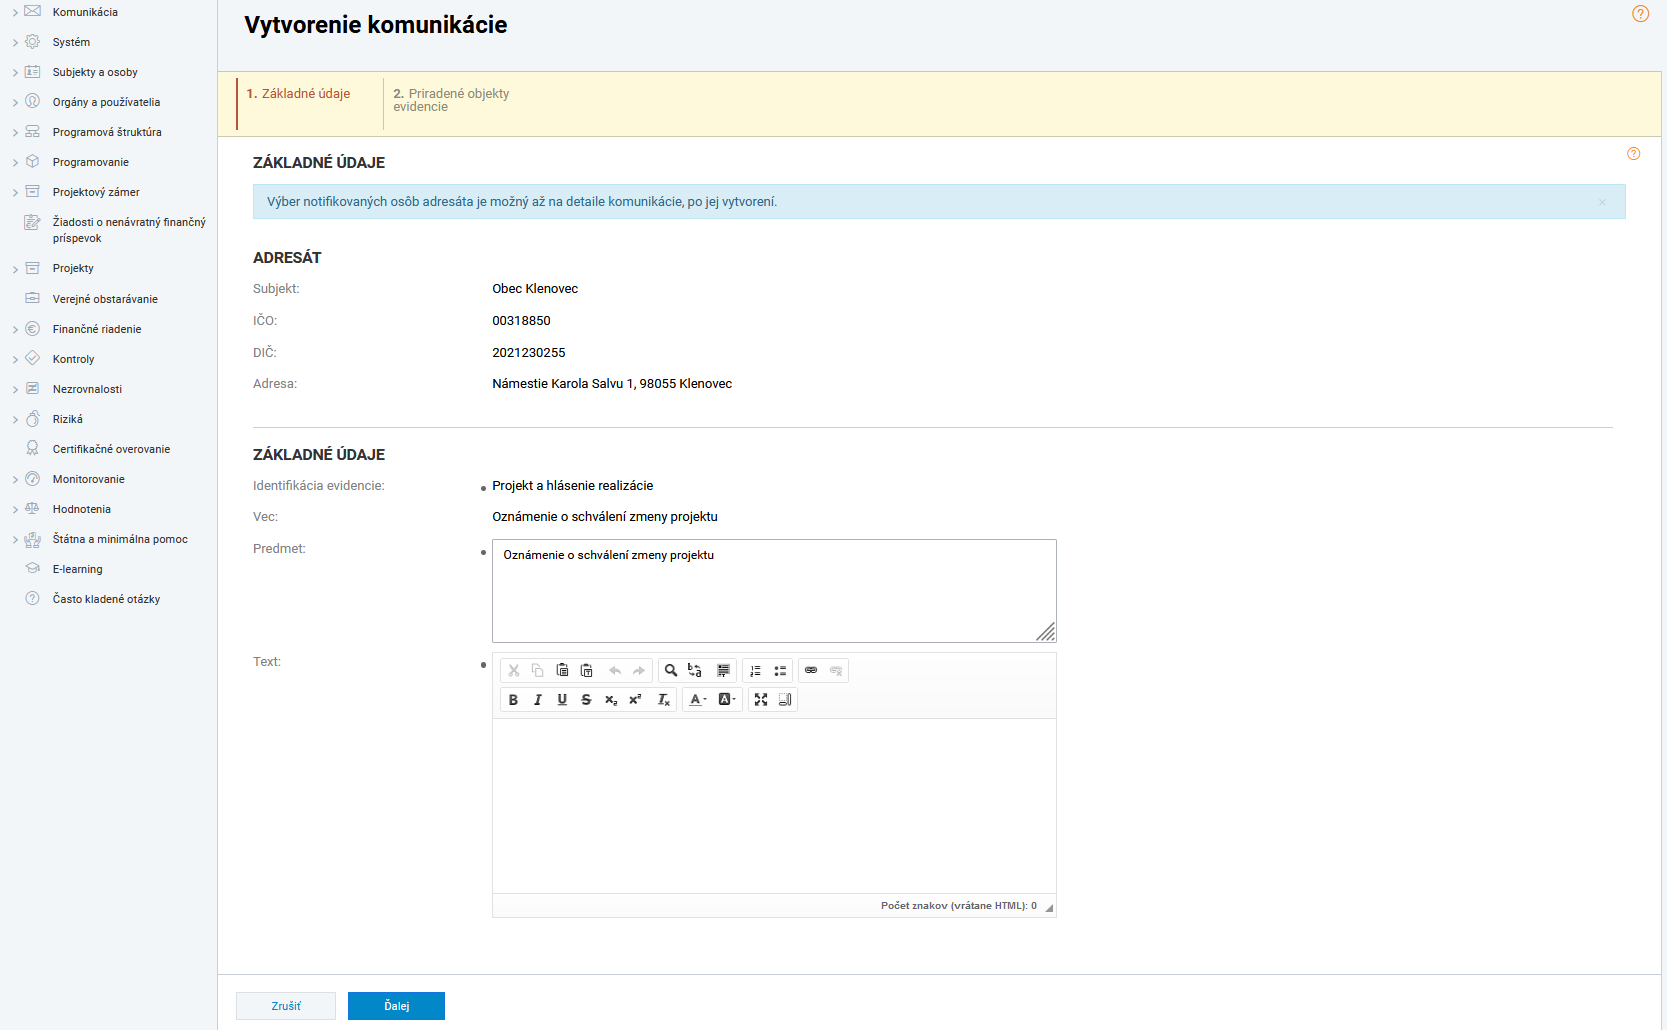 Komunikácia
Systém
Subjekty a osoby
Orgány a používatelia
Programová štruktúra
Programovanie
Projektový zámer
Žiadosti o nenávratný finančný
príspevok
Projekty
Verejné obstarávanie
Finančné riadenie
Kontroly
Nezrovnalosti
Riziká
Certifikačné overovanie
Monitorovanie
Hodnotenia
Štátna a minimálna pomoc
E-learning
Často kladené otázky
Vytvorenie komunikácie
1. Základné údaje
2. Priradené objekty
evidencie
ZÁKLADNÉ ÚDAJE
Výber notifikovaných osôb adresáta je možný až na detaile komunikácie, po jej vytvorení.
ADRESÁT
Subjekt: Obec Klenovec
IČO: 00318850
DIČ: 2021230255
Adresa: Námestie Karola Salvu 1, 98055 Klenovec
ZÁKLADNÉ ÚDAJE
Identifikácia evidencie: Projekt a hlásenie realizácie
Vec: Oznámenie o schválení zmeny projektu
Predmet: Oznámenie o schválení zmeny projektu
Text:
Počet znakov (vrátane HTML): 0
Zrušiť
Ďalej